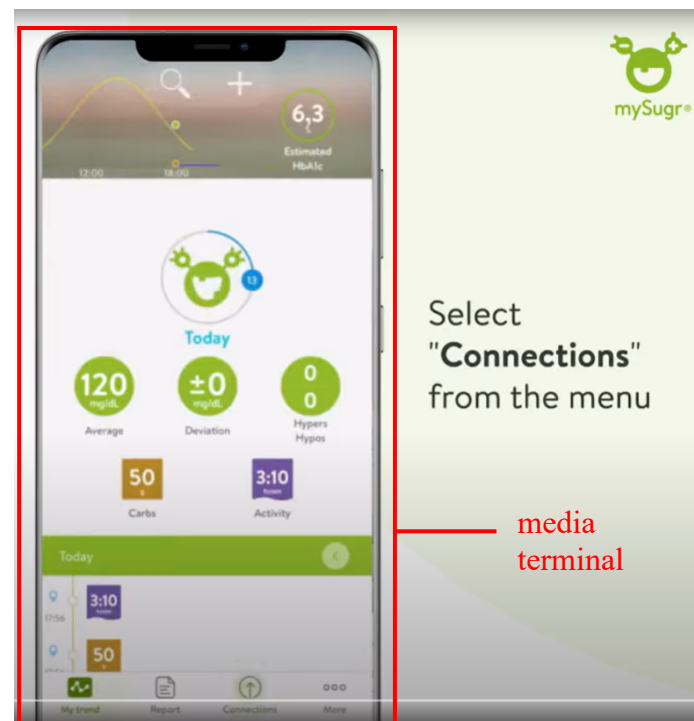 6,3
%
Estimated
HbA1c
12:00
18:00
mySugr®
13
Today
120
mg/dL
Average
±0
mg/dL
Deviation
0
0
Hypers
Hypos
Select
"Connections"
from the menu
50
g
Carbs
3:10
hours
Activity
media
terminal
Today
3:10
hours
17:56
50
My trend
Report
Connections
More